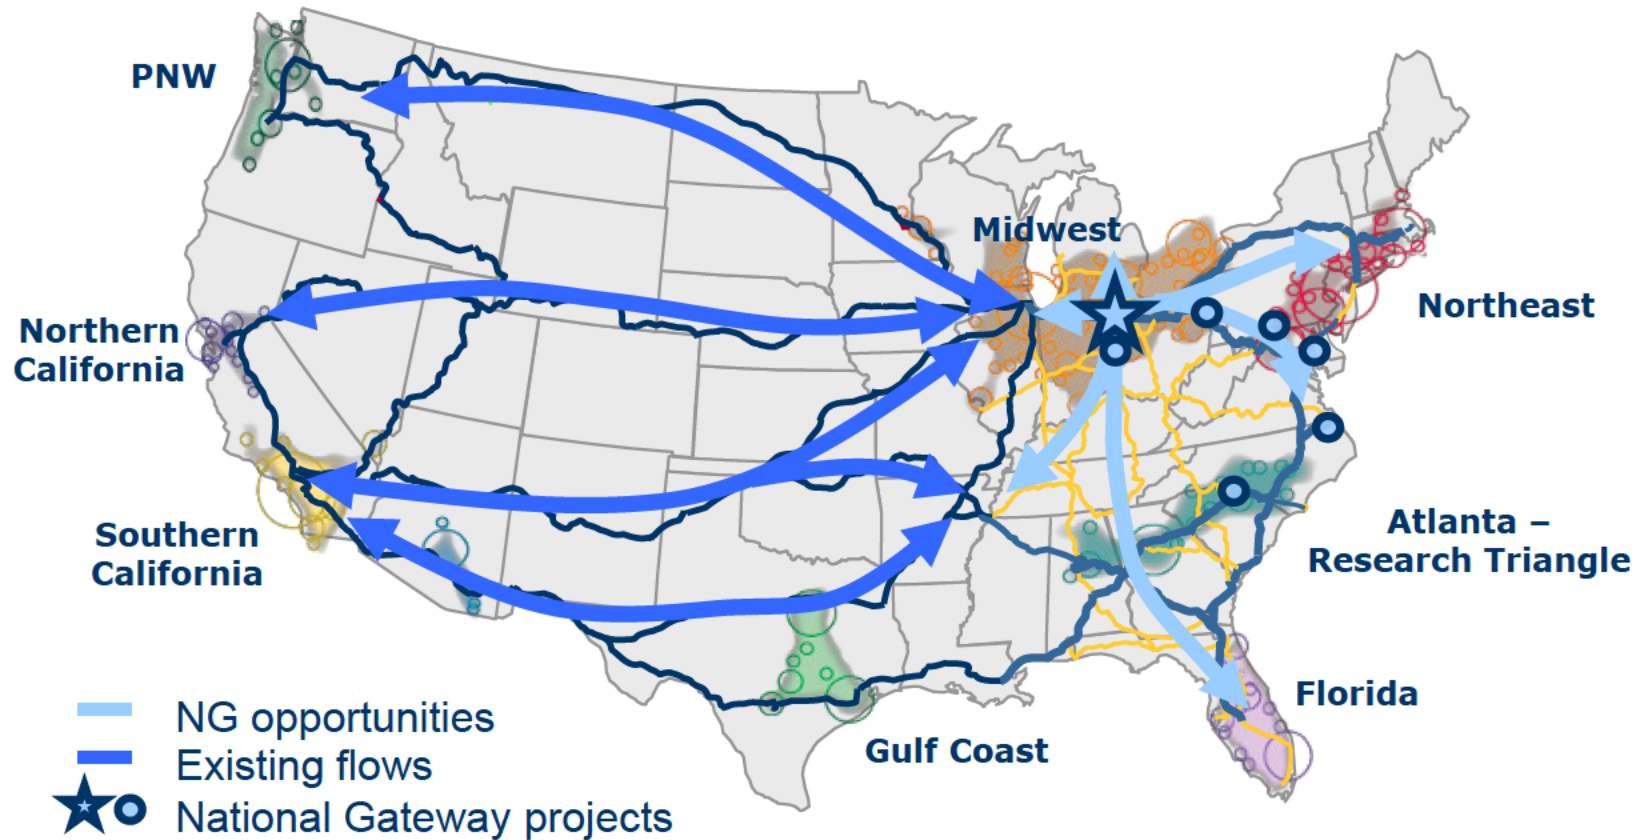 PNW
Midwest
Northeast
Northern
California
Southern
California
Atlanta –
Research Triangle
Florida
Gulf Coast
NG opportunities
Existing flows
National Gateway projects